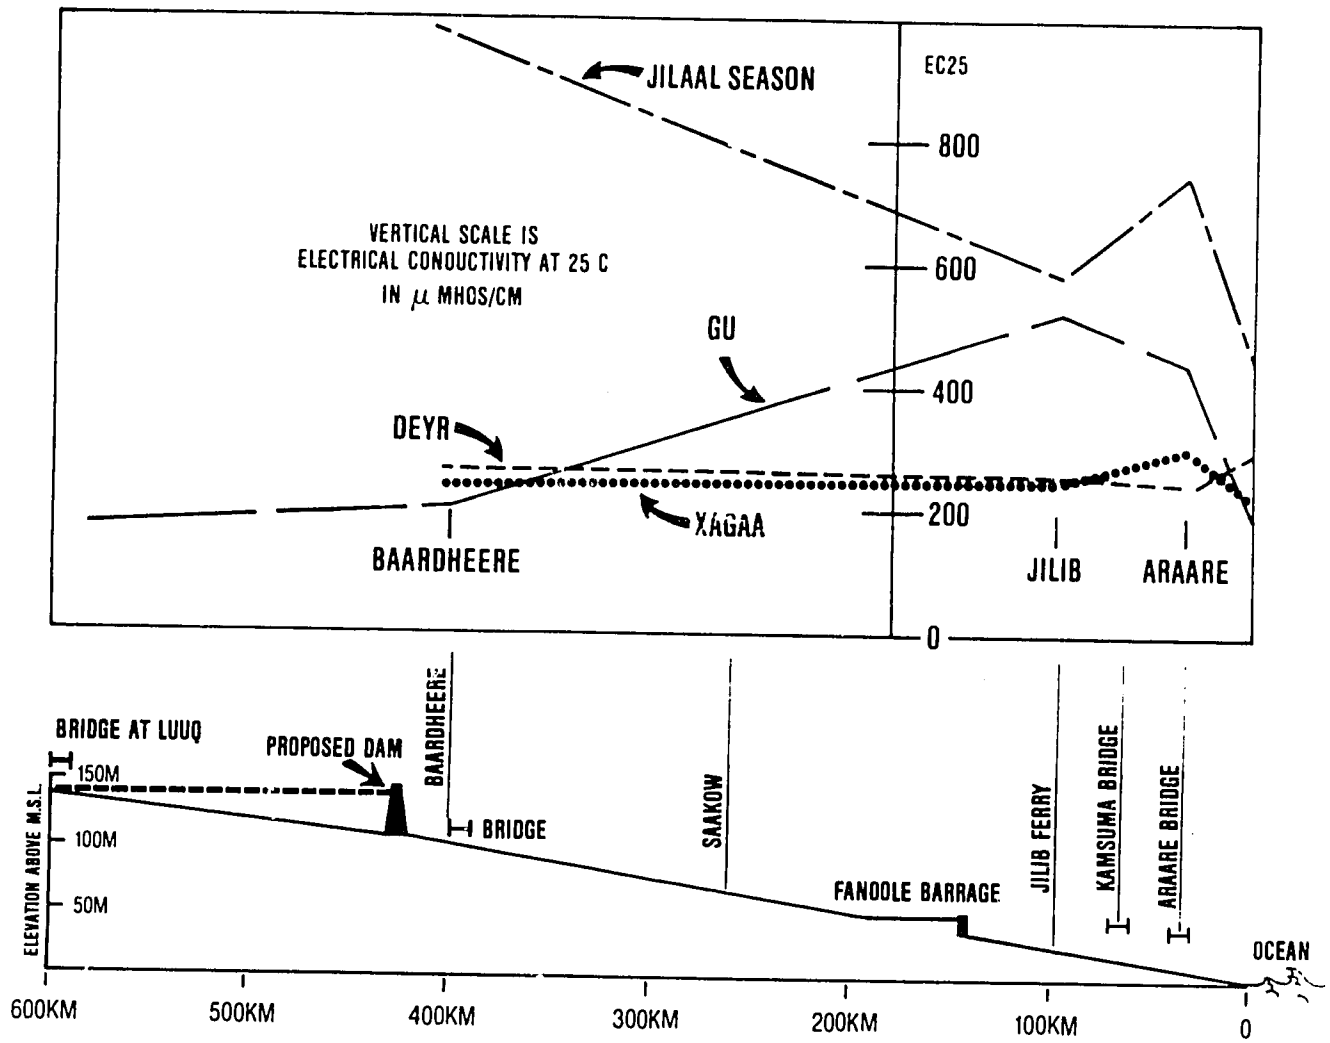 JILAAL SEASON
EC25
800
VERTICAL SCALE IS
ELECTRICAL CONDUCTIVITY AT 25 C
IN μ MHOS/CM
600
GU
400
DEYR
XAGAA
200
BAARDHEERE
JILIB
ARAARE
0
BRIDGE AT LUUQ
PROPOSED DAM
BAARDHEERE
BRIDGE
SAAKOW
FANOOLE BARRAGE
JILIB FERRY
KAMSUMA BRIDGE
ARAARE BRIDGE
OCEAN
ELEVATION ABOVE M.S.L.
150M
100M
50M
600KM
500KM
400KM
300KM
200KM
100KM
0